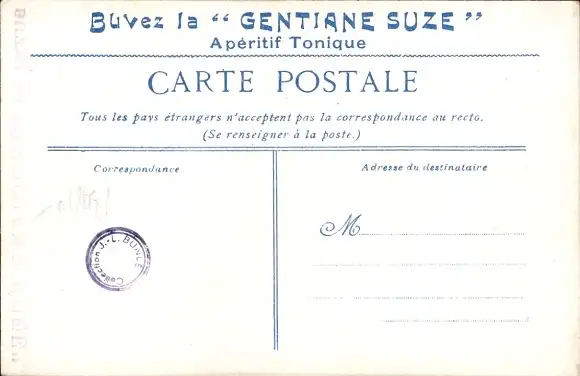 Buvez la “ GENTIANE SUZE ”
Apéritif Tonique
CARTE POSTALE
Tous les pays étrangers n'acceptent pas la correspondance au recto.
(Se renseigner à la poste.)
Correspondance
Adresse du destinataire
M
Collection J.-L. BUNLE